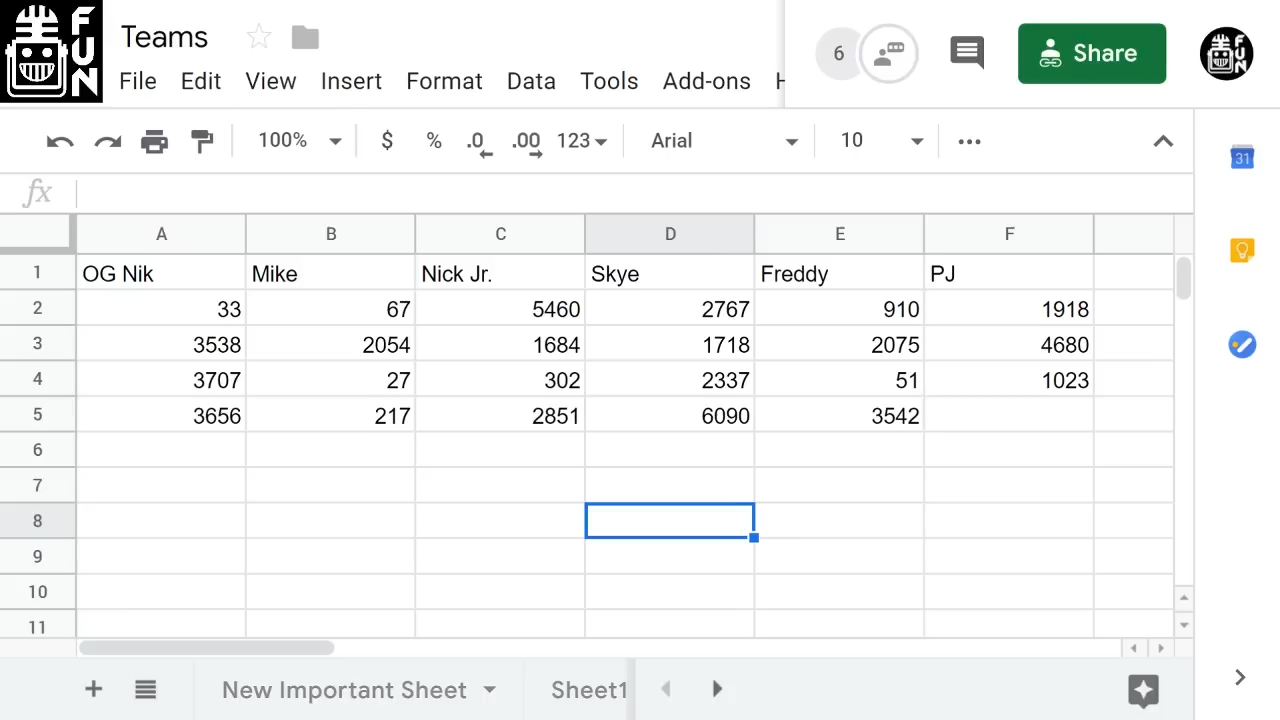 FUN
Teams
6
Share
FUN
File Edit View Insert Format Data Tools Add-ons
100% $ % .0 .00 123 Arial 10
31
fx
A B C D E F
1 OG Nik Mike Nick Jr. Skye Freddy PJ
2 33 67 5460 2767 910 1918
3 3538 2054 1684 1718 2075 4680
4 3707 27 302 2337 51 1023
5 3656 217 2851 6090 3542
6
7
8
9
10
11
New Important Sheet Sheet1